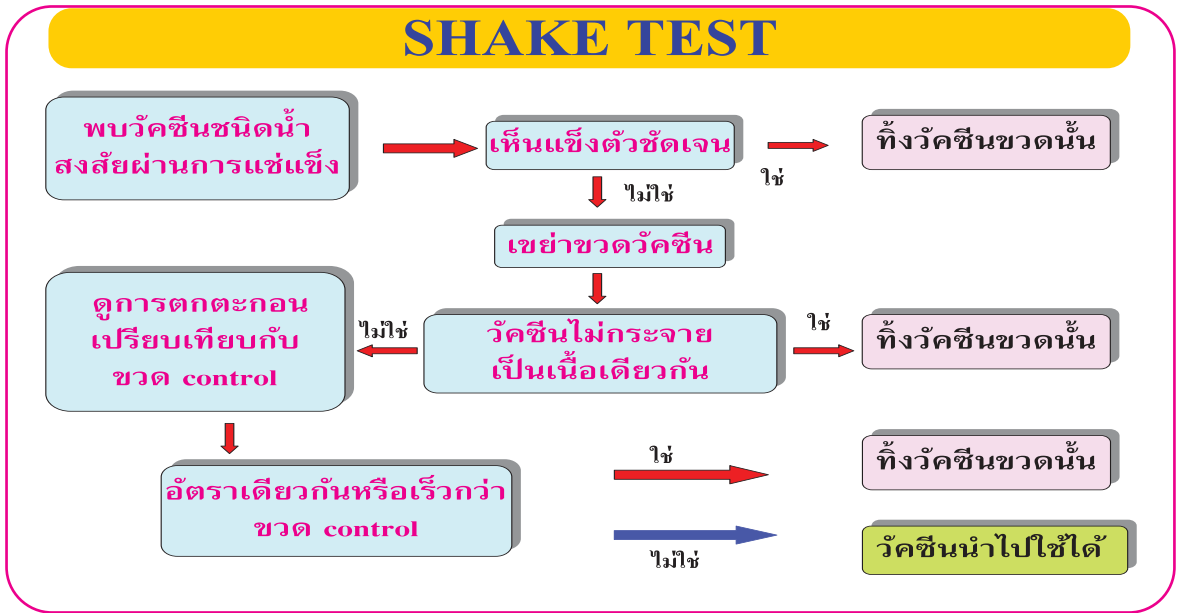 SHAKE TEST
พบวัคซีนชนิดน้ำ
สงสัยผ่านการแช่แข็ง
เห็นแข็งตัวชัดเจน
ใช่
ทิ้งวัคซีนขวดนั้น
ไม่ใช่
เขย่าขวดวัคซีน
วัคซีนไม่กระจาย
เป็นเนื้อเดียวกัน
ใช่
ทิ้งวัคซีนขวดนั้น
ไม่ใช่
ดูการตกตะกอน
เปรียบเทียบกับ
ขวด control
อัตราเดียวกันหรือเร็วกว่า
ขวด control
ใช่
ทิ้งวัคซีนขวดนั้น
ไม่ใช่
วัคซีนนำไปใช้ได้